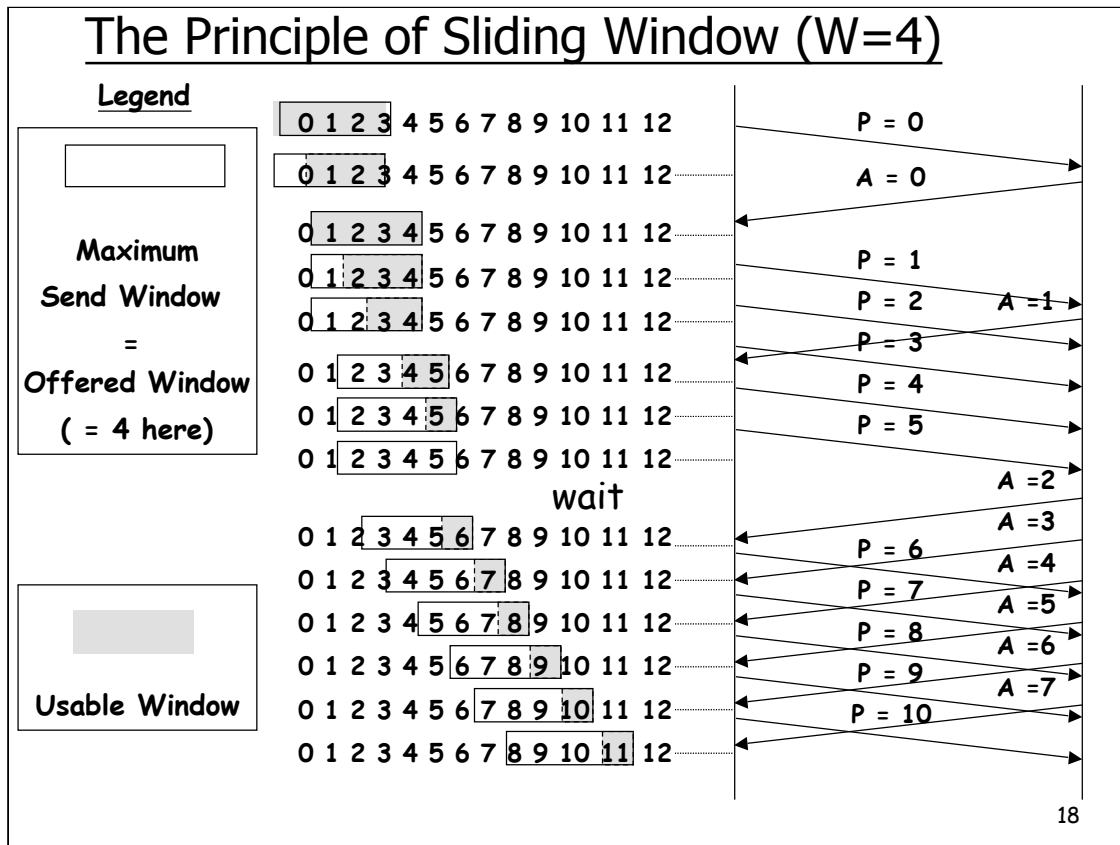 The Principle of Sliding Window (W=4)
Legend
Maximum
Send Window
=
Offered Window
( = 4 here)
Usable Window
0 1 2 3 4 5 6 7 8 9 10 11 12
0 1 2 3 4 5 6 7 8 9 10 11 12
0 1 2 3 4 5 6 7 8 9 10 11 12
0 1 2 3 4 5 6 7 8 9 10 11 12
0 1 2 3 4 5 6 7 8 9 10 11 12
0 1 2 3 4 5 6 7 8 9 10 11 12
0 1 2 3 4 5 6 7 8 9 10 11 12
0 1 2 3 4 5 6 7 8 9 10 11 12
wait
0 1 2 3 4 5 6 7 8 9 10 11 12
0 1 2 3 4 5 6 7 8 9 10 11 12
0 1 2 3 4 5 6 7 8 9 10 11 12
0 1 2 3 4 5 6 7 8 9 10 11 12
0 1 2 3 4 5 6 7 8 9 10 11 12
0 1 2 3 4 5 6 7 8 9 10 11 12
P = 0
A = 0
P = 1
P = 2
A =1
P = 3
P = 4
P = 5
A =2
A =3
P = 6
A =4
P = 7
A =5
P = 8
A =6
P = 9
A =7
P = 10
18